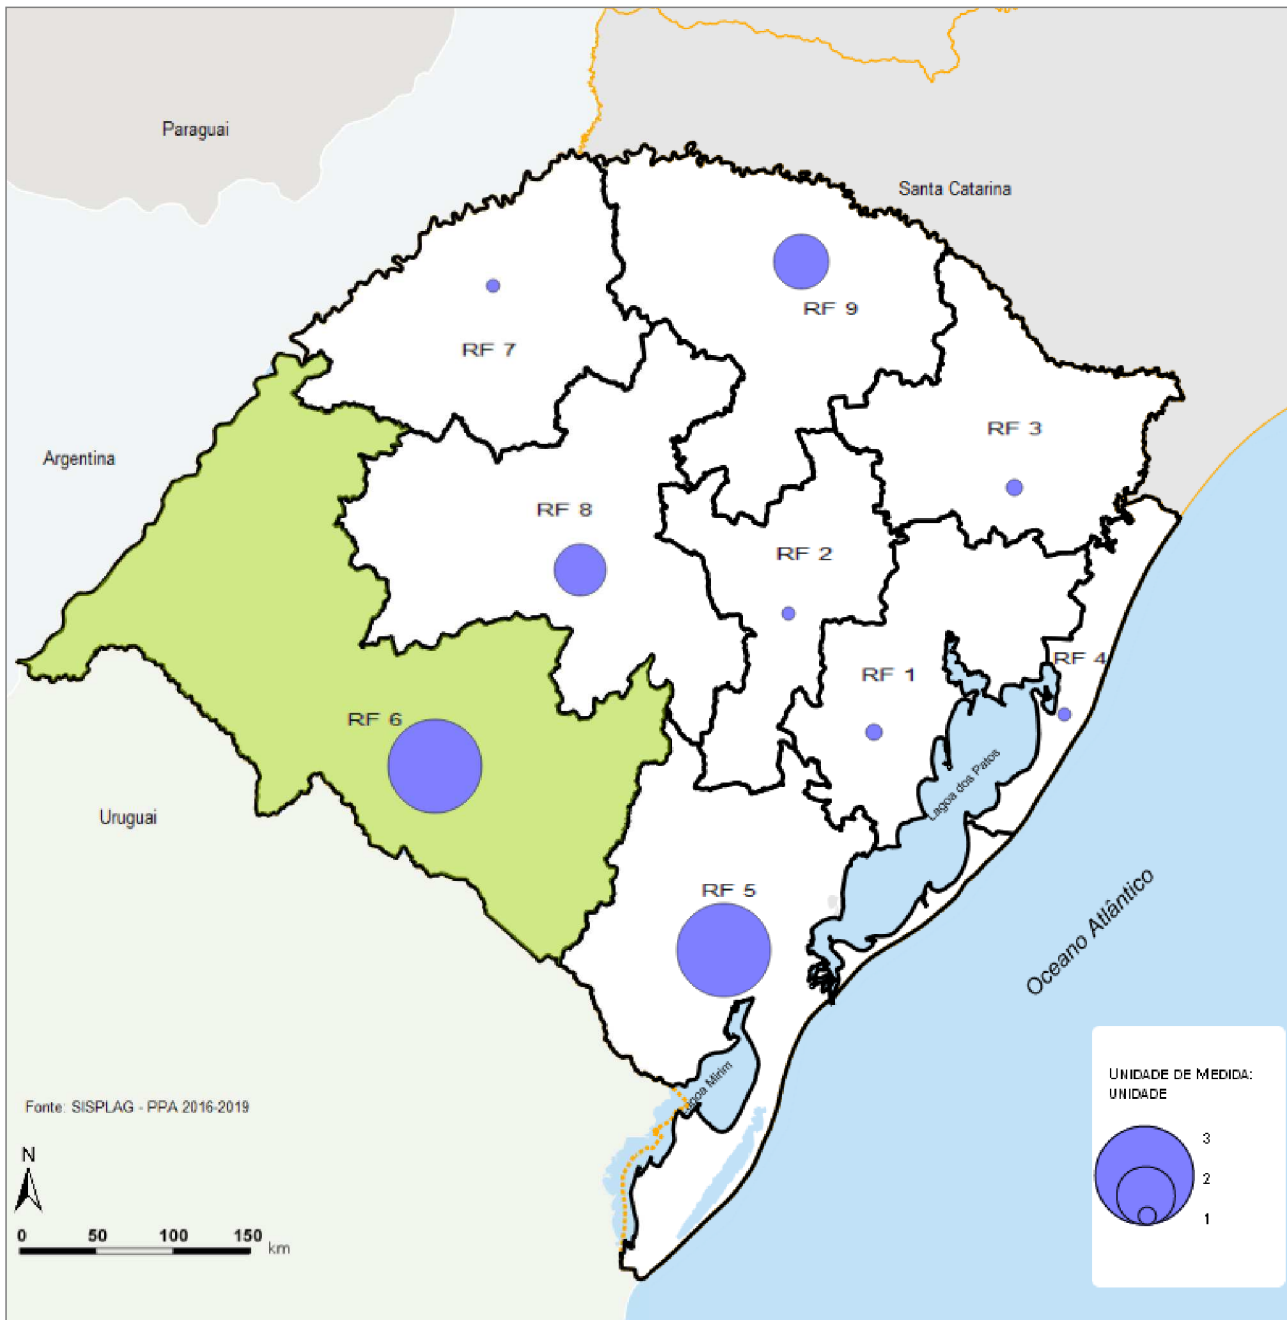 Paraguai
Santa Catarina
RF 9
RF 7
RF 3
Argentina
RF 8
RF 2
RF 4
RF 1
RF 6
Lagoa dos Patos
Uruguai
RF 5
Oceano Atlântico
Lagoa Mirim
UNIDADE DE MEDIDA:
UNIDADE
3
2
1
Fonte: SISPLAG - PPA 2016-2019
N
0 50 100 150 km